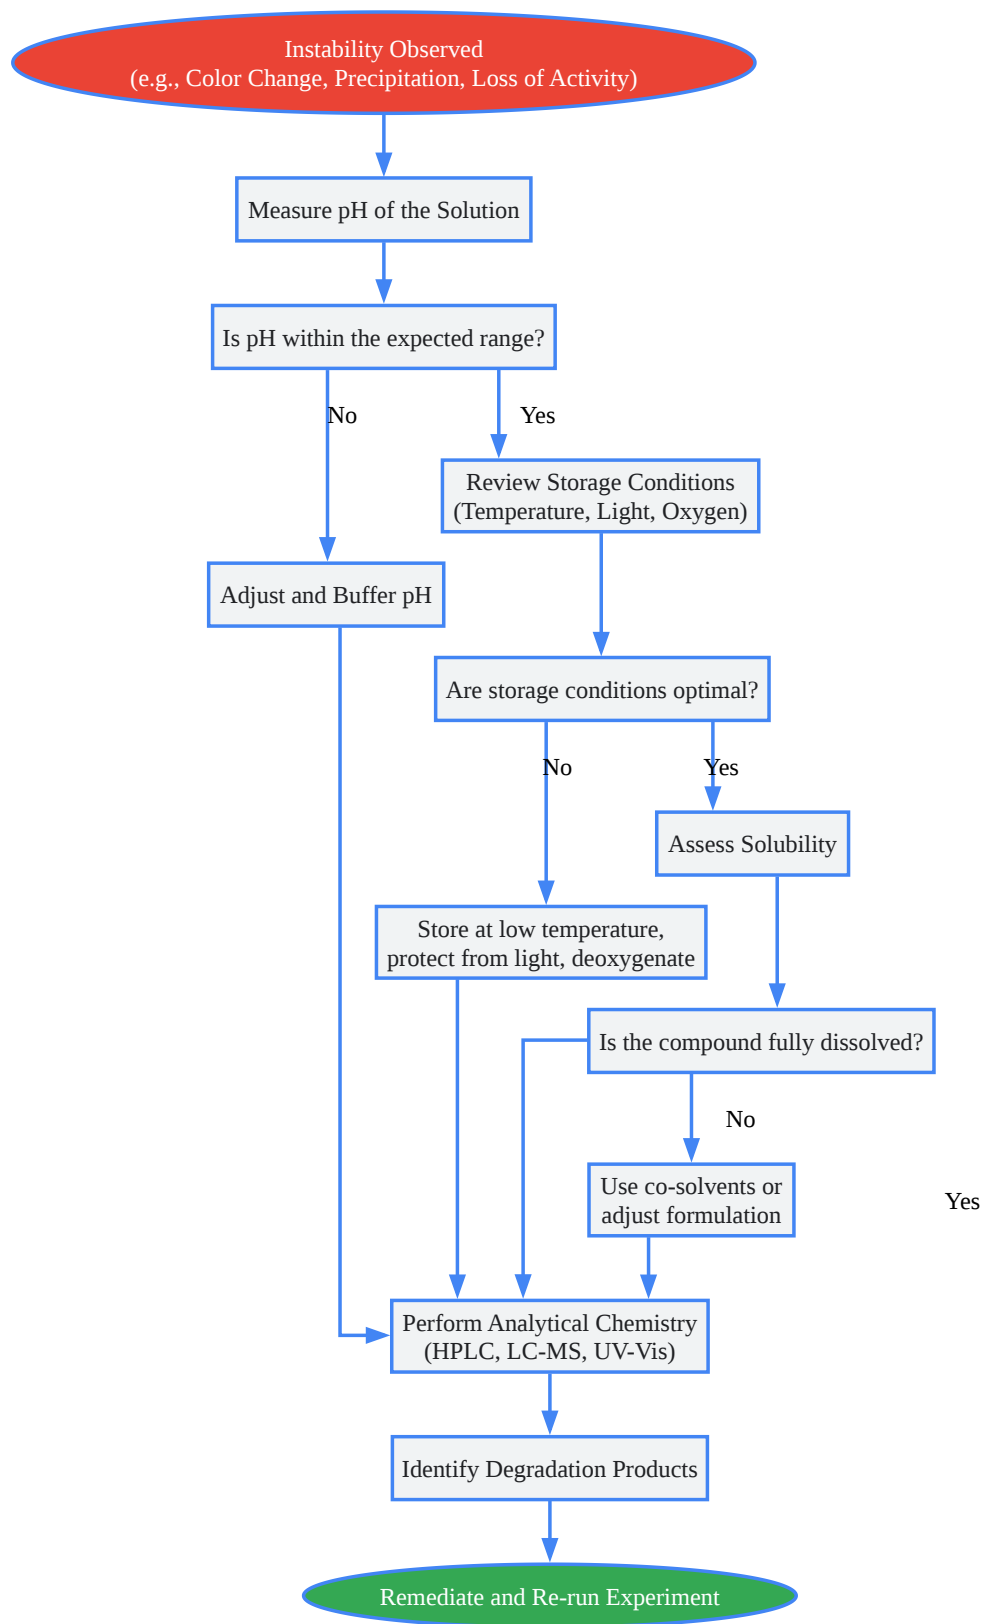 Instability Observed
(e.g., Color Change, Precipitation, Loss of Activity)
Measure pH of the Solution
Is pH within the expected range?
No
Yes
Review Storage Conditions
(Temperature, Light, Oxygen)
Adjust and Buffer pH
Are storage conditions optimal?
No
Yes
Assess Solubility
Store at low temperature,
protect from light, deoxygenate
Is the compound fully dissolved?
No
Use co-solvents or
adjust formulation
Yes
Perform Analytical Chemistry
(HPLC, LC-MS, UV-Vis)
Identify Degradation Products
Remediate and Re-run Experiment